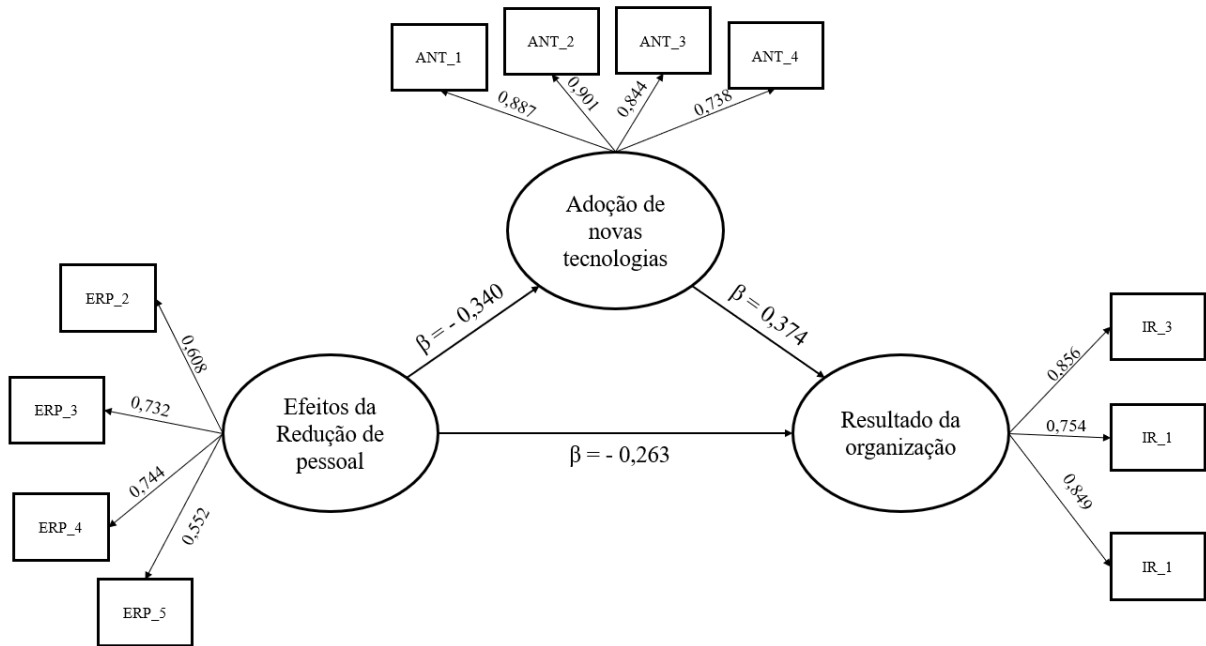 ANT_1
ANT_2
ANT_3
ANT_4
0,887
0,901
0,844
0,738
Adoção de
novas
tecnologias
β = - 0,340
β = 0,374
ERP_2
ERP_3
ERP_4
ERP_5
0,608
0,732
0,744
0,552
Efeitos da
Redução de
pessoal
β = - 0,263
Resultado da
organização
0,856
0,754
0,849
IR_3
IR_1
IR_1